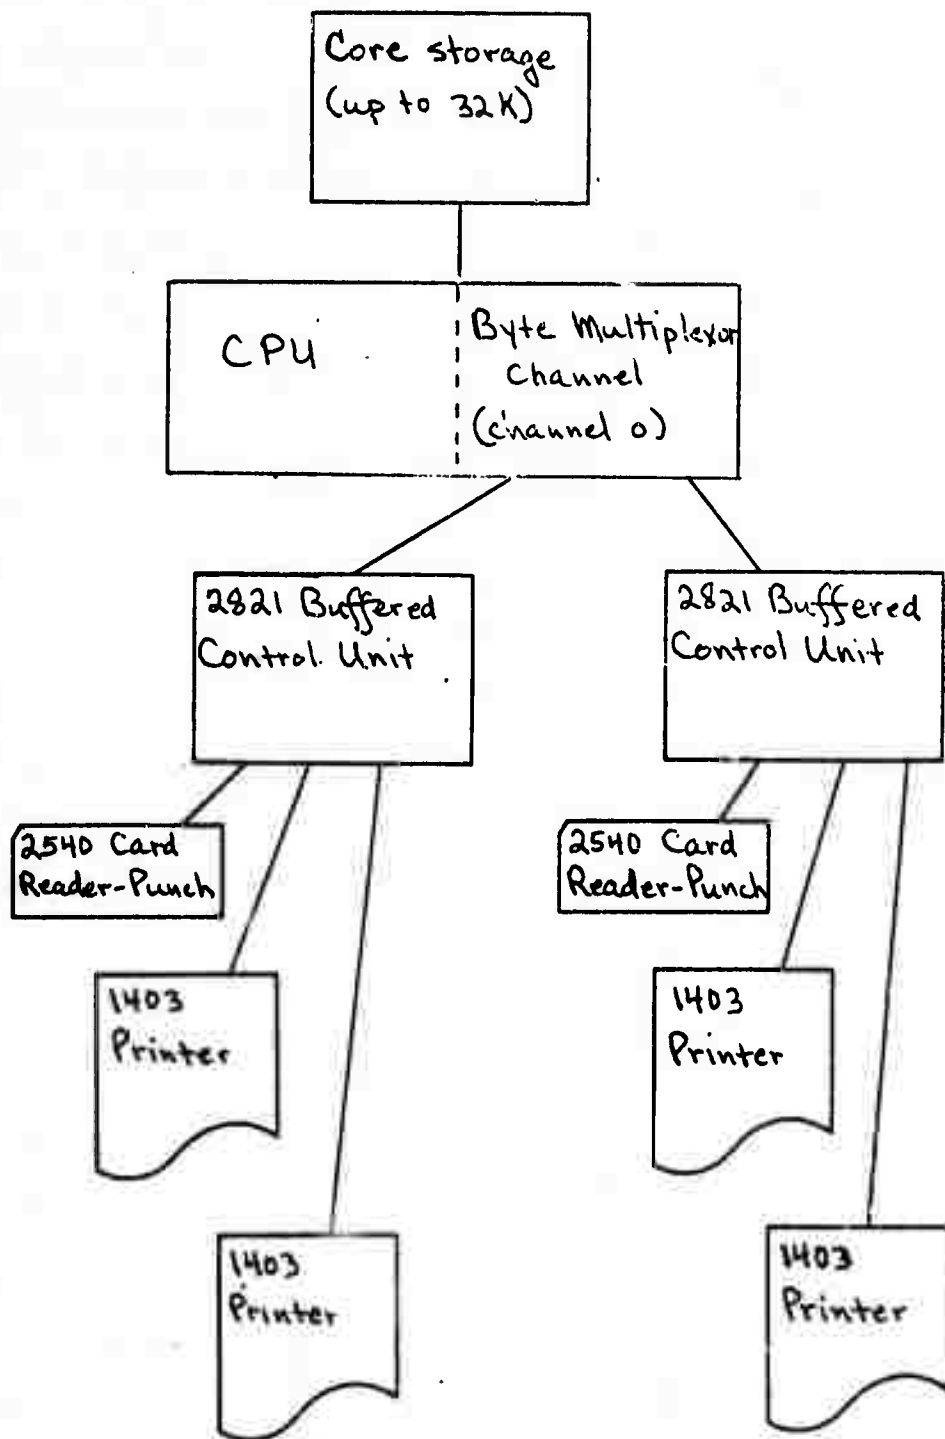 Core storage
(up to 32K)
CPU
Byte Multiplexor
Channel
(channel 0)
2821 Buffered
Control Unit
2821 Buffered
Control Unit
2540 Card
Reader-Punch
2540 Card
Reader-Punch
1403
Printer
1403
Printer
1403
Printer
1403
Printer